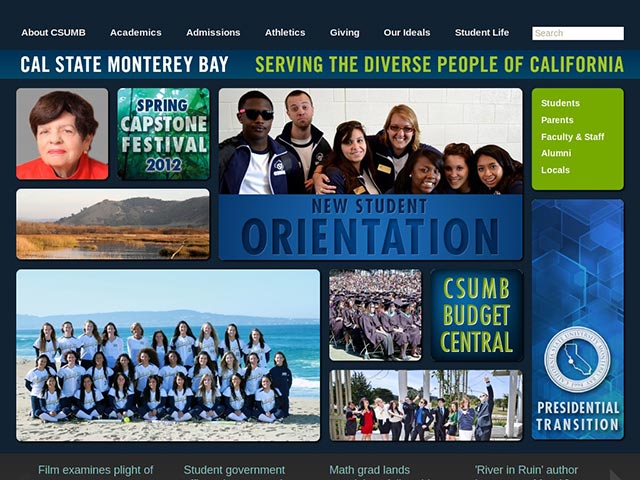 About CSUMB Academics Admissions Athletics Giving Our Ideals Student Life Search
CAL STATE MONTEREY BAY SERVING THE DIVERSE PEOPLE OF CALIFORNIA
SPRING
CAPSTONE
FESTIVAL
2012
NEW STUDENT
ORIENTATION
Students
Parents
Faculty & Staff
Alumni
Locals
CSUMB
BUDGET
CENTRAL
PRESIDENTIAL
TRANSITION
Film examines plight of
Student government
Math grad lands
'River in Ruin' author